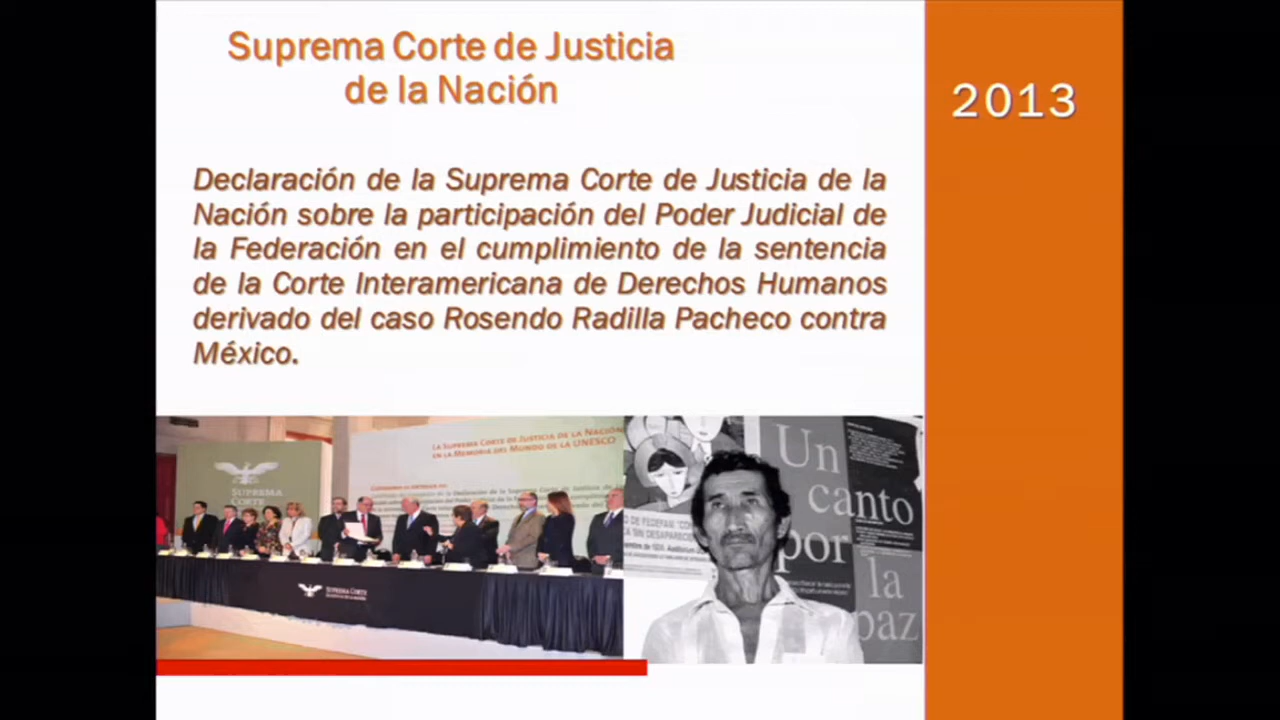 Suprema Corte de Justicia
de la Nación
2013
Declaración de la Suprema Corte de Justicia de la
Nación sobre la participación del Poder Judicial de
la Federación en el cumplimiento de la sentencia
de la Corte Interamericana de Derechos Humanos
derivado del caso Rosendo Radilla Pacheco contra
México.
LA SUPREMA CORTE DE JUSTICIA DE LA NACIÓN
EN LA MEMORIA DEL MUNDO DE LA UNESCO
SUPREMA
CORTE
SUPREMA CORTE
Un
canto
por
la
paz